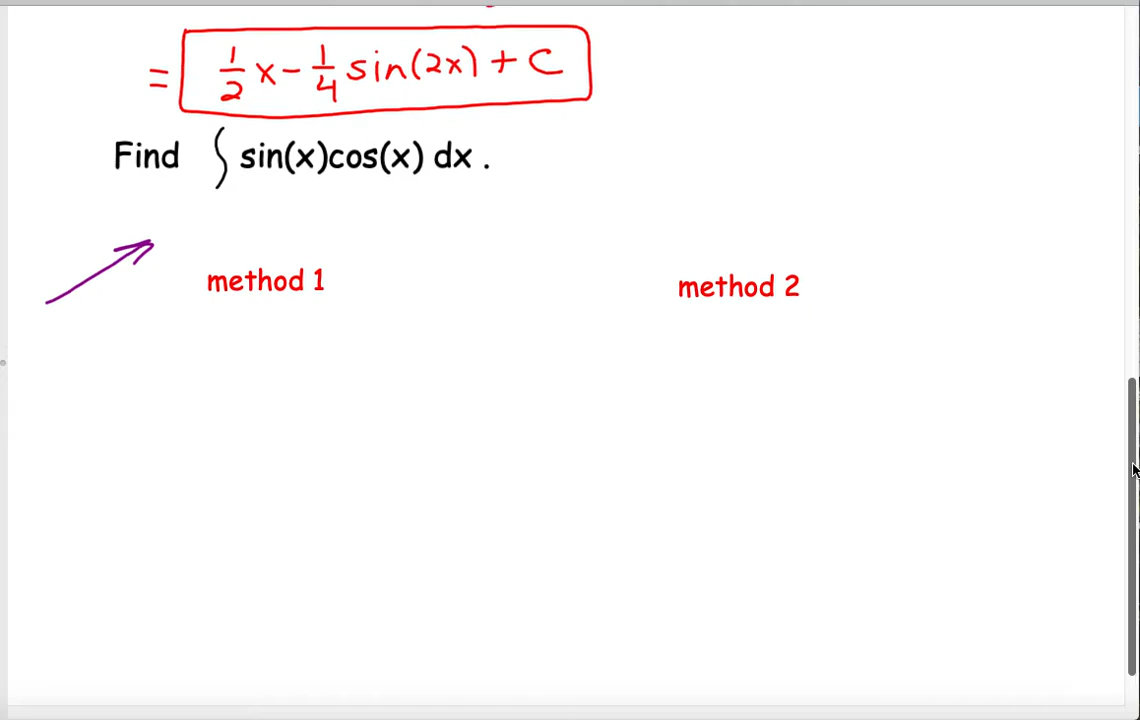 = 1/2 x - 1/4 sin(2x) + C
Find ∫ sin(x)cos(x) dx .
method 1
method 2